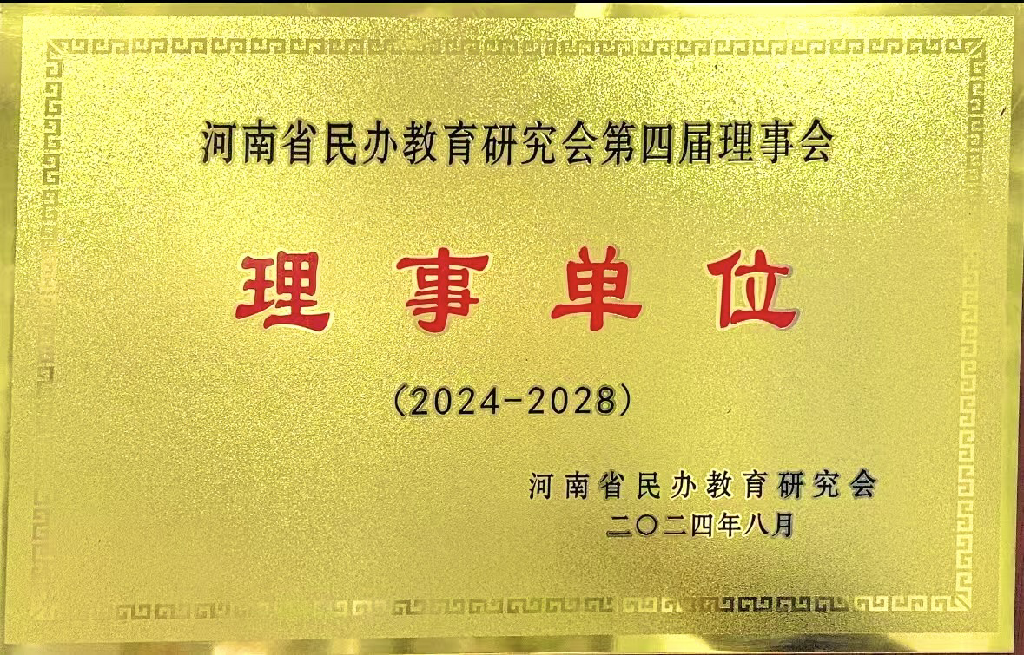 河南省民办教育研究会第四届理事会
理事单位
(2024-2028)
河南省民办教育研究会
二〇二四年八月